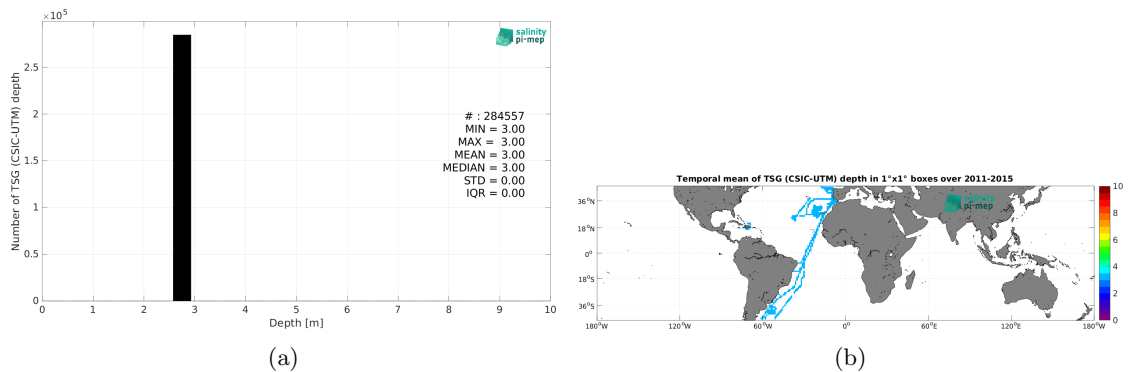 ×10⁵
2.5
2
1.5
1
0.5
0
Number of TSG (CSIC-UTM) depth
salinity
pi-mep
# : 284557
MIN = 3.00
MAX = 3.00
MEAN = 3.00
MEDIAN = 3.00
STD = 0.00
IQR = 0.00
0 1 2 3 4 5 6 7 8 9 10
Depth [m]
(a)
Temporal mean of TSG (CSIC-UTM) depth in 1°x1° boxes over 2011-2015
salinity
pi-mep
36°N
18°N
0°
18°S
36°S
180°W 120°W 60°W 0° 60°E 120°E 180°W
10
8
6
4
2
0
(b)